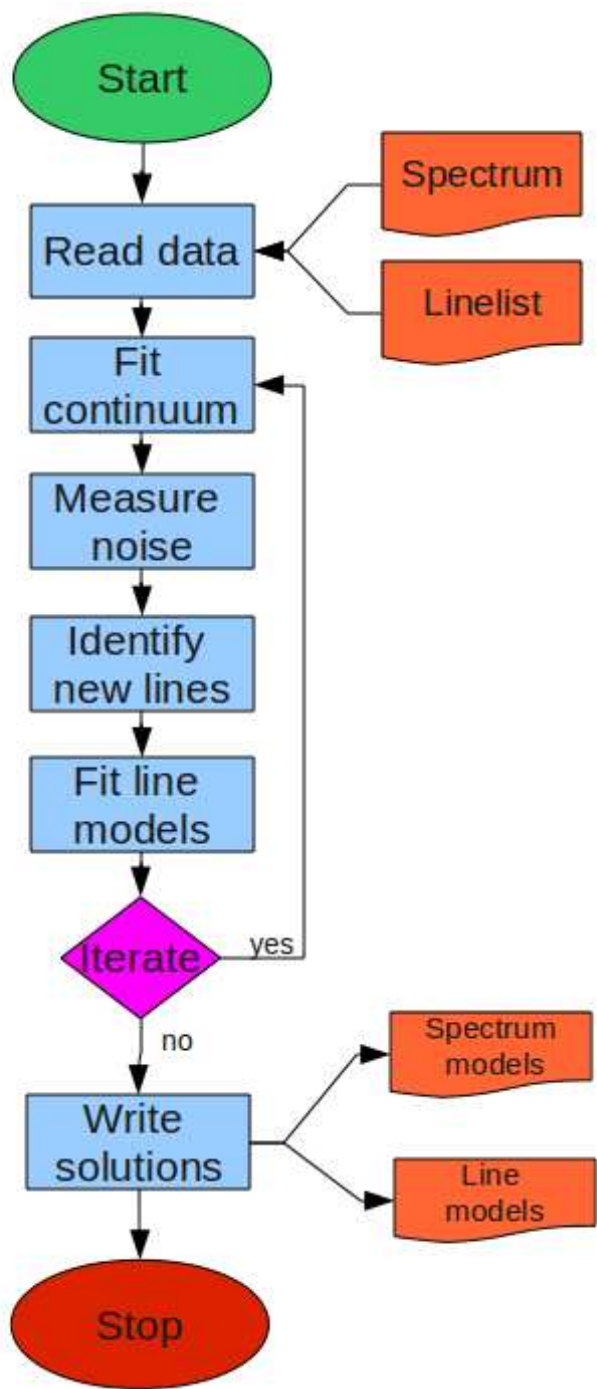 Start
Spectrum
Read data
Linelist
Fit
continuum
Measure
noise
Identify
new lines
Fit line
models
Iterate
yes
no
Spectrum
models
Write
solutions
Line
models
Stop